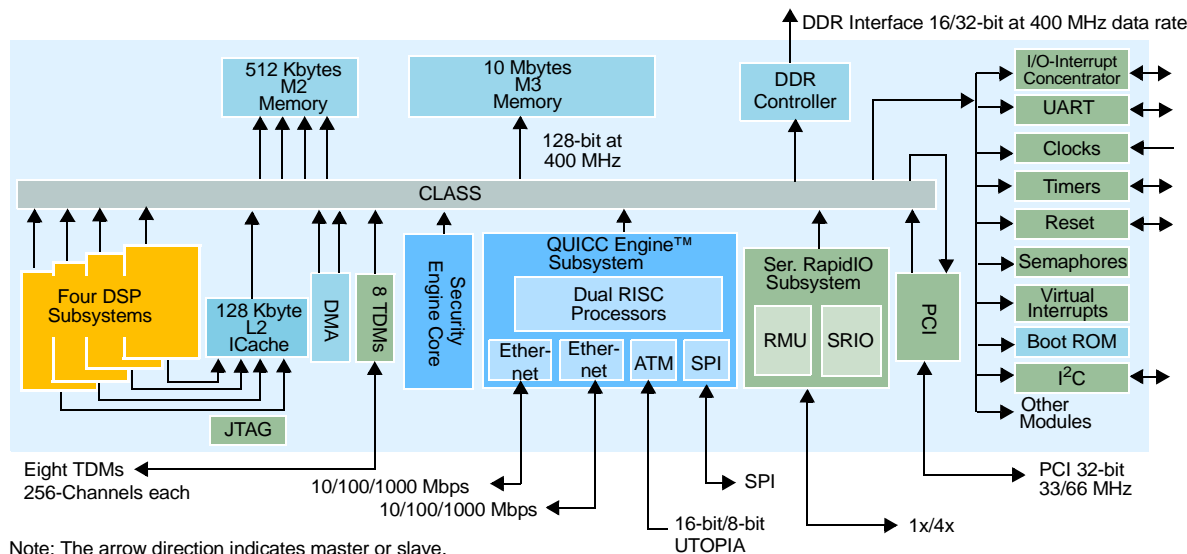 DDR Interface 16/32-bit at 400 MHz data rate
512 Kbytes
M2
Memory
10 Mbytes
M3
Memory
DDR
Controller
I/O-Interrupt
Concentrator
UART
128-bit at
400 MHz
Clocks
CLASS
Timers
Reset
Semaphores
Virtual
Interrupts
Boot ROM
I²C
Other
Modules
Four DSP
Subsystems
128 Kbyte
L2
ICache
DMA
8 TDMs
Security
Engine Core
QUICC Engine™
Subsystem
Dual RISC
Processors
Ether-
net
Ether-
net
ATM
SPI
Ser. RapidIO
Subsystem
RMU
SRIO
PCI
JTAG
Eight TDMs
256-Channels each
10/100/1000 Mbps
10/100/1000 Mbps
SPI
16-bit/8-bit
UTOPIA
1x/4x
PCI 32-bit
33/66 MHz
Note: The arrow direction indicates master or slave.